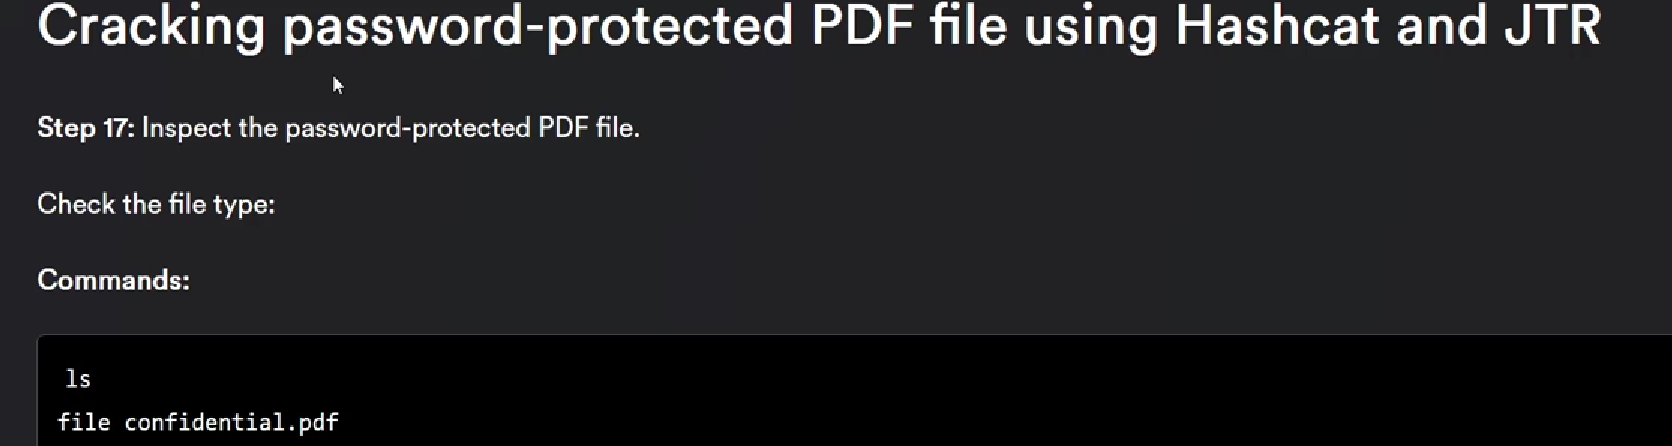 Cracking password-protected PDF file using Hashcat and JTR
Step 17: Inspect the password-protected PDF file.
Check the file type:
Commands:
ls
file confidential.pdf